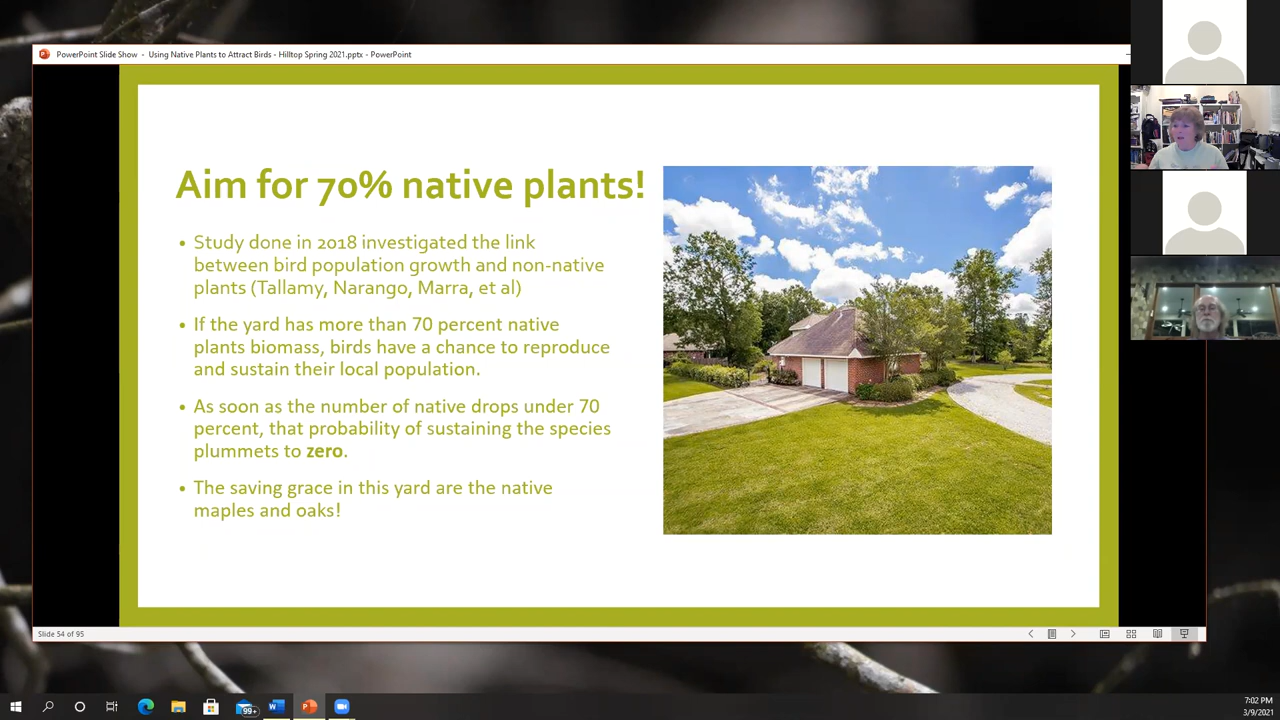 PowerPoint Slide Show - Using Native Plants to Attract Birds - Hilltop Spring 2021.pptx - PowerPoint
Aim for 70% native plants!
• Study done in 2018 investigated the link
between bird population growth and non-native
plants (Tallamy, Narango, Marra, et al)
• If the yard has more than 70 percent native
plants biomass, birds have a chance to reproduce
and sustain their local population.
• As soon as the number of native drops under 70
percent, that probability of sustaining the species
plummets to zero.
• The saving grace in this yard are the native
maples and oaks!
Slide 54 of 95
99+
7:02 PM
3/9/2021